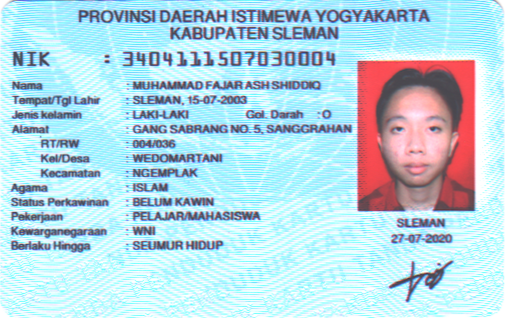 PROVINSI DAERAH ISTIMEWA YOGYAKARTA
KABUPATEN SLEMAN
NIK : 3404111507030004
Nama : MUHAMMAD FAJAR ASH SHIDDIQ
Tempat/Tgl Lahir : SLEMAN, 15-07-2003
Jenis kelamin : LAKI-LAKI Gol. Darah : O
Alamat : GANG SABRANG NO. 5, SANGGRAHAN
RT/RW : 004/036
Kel/Desa : WEDOMARTANI
Kecamatan : NGEMPLAK
Agama : ISLAM
Status Perkawinan : BELUM KAWIN
Pekerjaan : PELAJAR/MAHASISWA
Kewarganegaraan : WNI
Berlaku Hingga : SEUMUR HIDUP
SLEMAN
27-07-2020